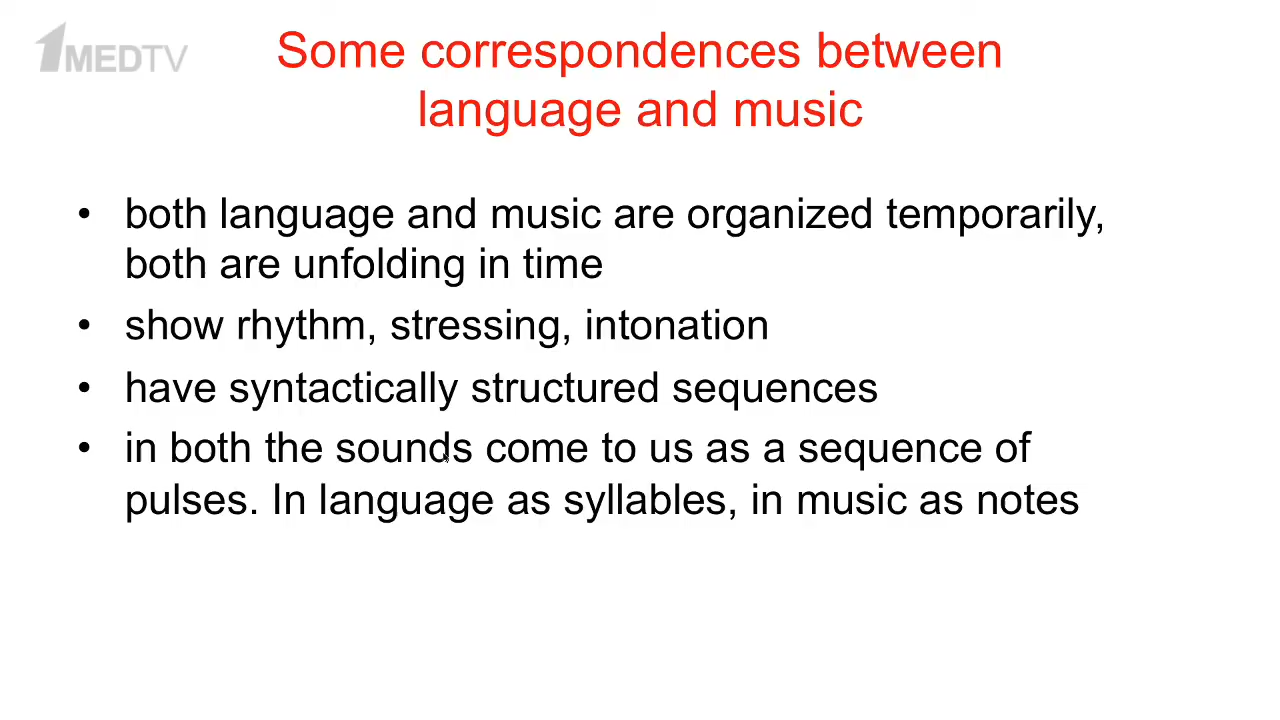 1MEDTV
Some correspondences between
language and music
• both language and music are organized temporarily,
both are unfolding in time
• show rhythm, stressing, intonation
• have syntactically structured sequences
• in both the sounds come to us as a sequence of
pulses. In language as syllables, in music as notes